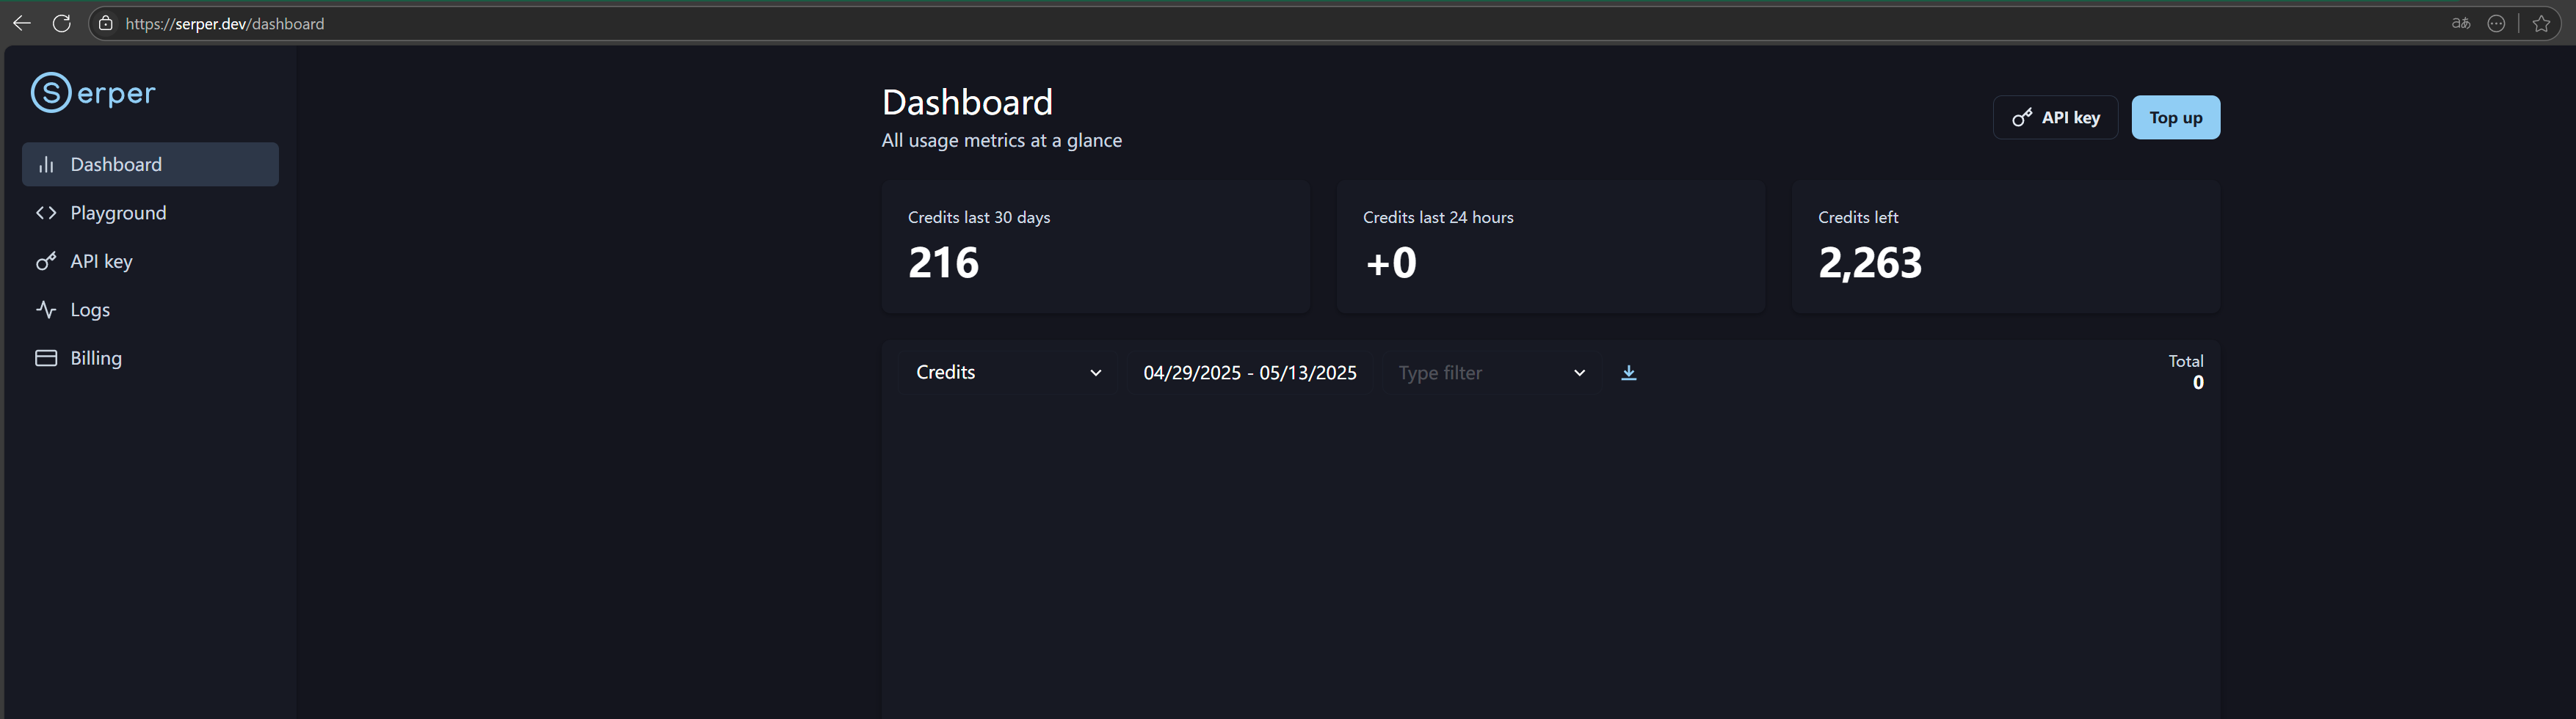 https://serper.dev/dashboard
aあ
Serper
Dashboard
Playground
API key
Logs
Billing
Dashboard
All usage metrics at a glance
API key
Top up
Credits last 30 days
216
Credits last 24 hours
+0
Credits left
2,263
Credits
04/29/2025 - 05/13/2025
Type filter
Total
0